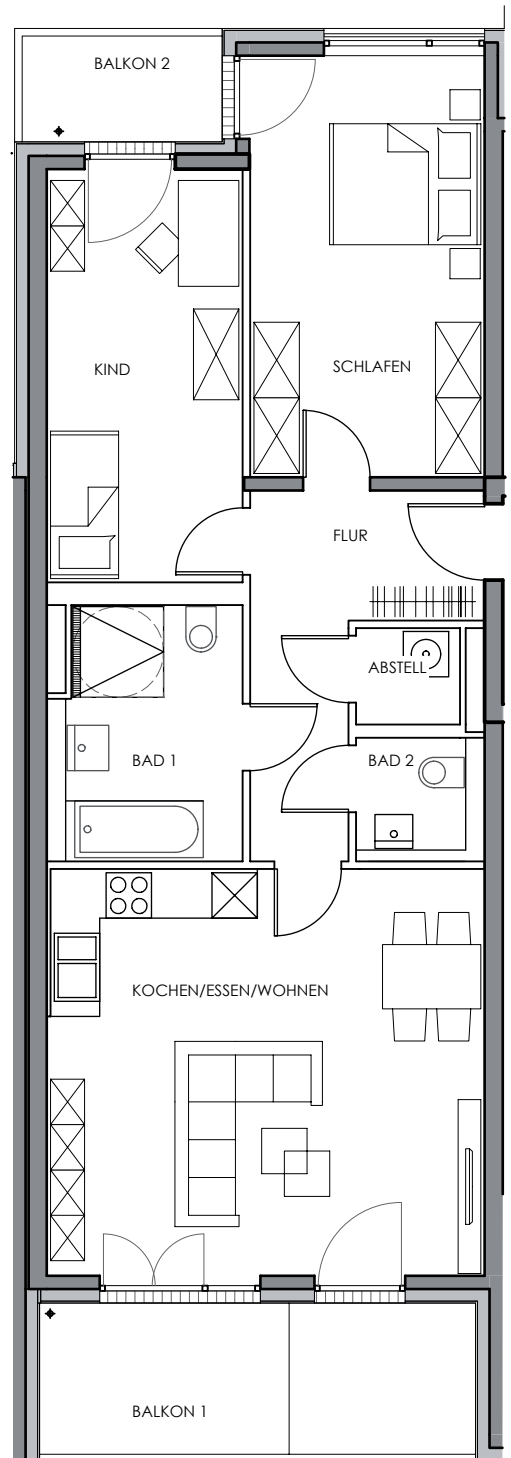 BALKON 2
KIND
SCHLAFEN
FLUR
ABSTELL
BAD 1
BAD 2
KOCHEN/ESSEN/WOHNEN
BALKON 1